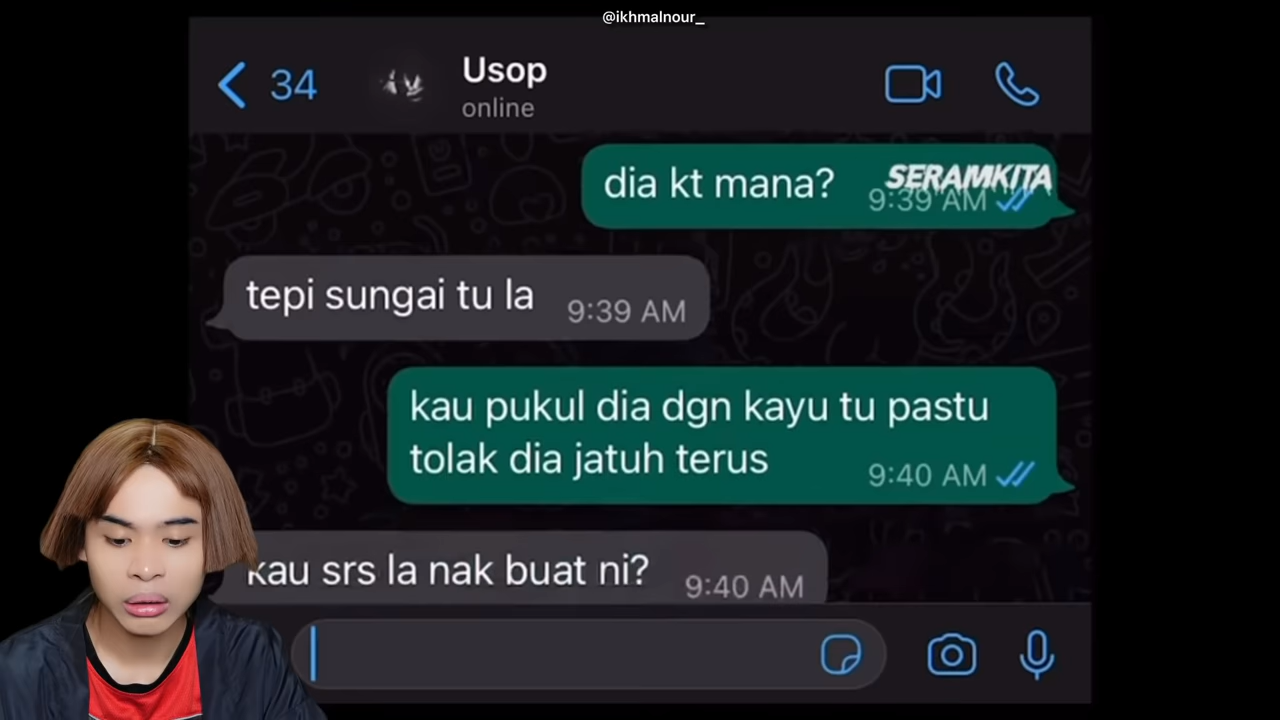 @ikhmalnour_
34
Usop
online
dia kt mana?
SERAMKITA
9:39 AM
tepi sungai tu la
9:39 AM
kau pukul dia dgn kayu tu pastu
tolak dia jatuh terus
9:40 AM
kau srs la nak buat ni?
9:40 AM